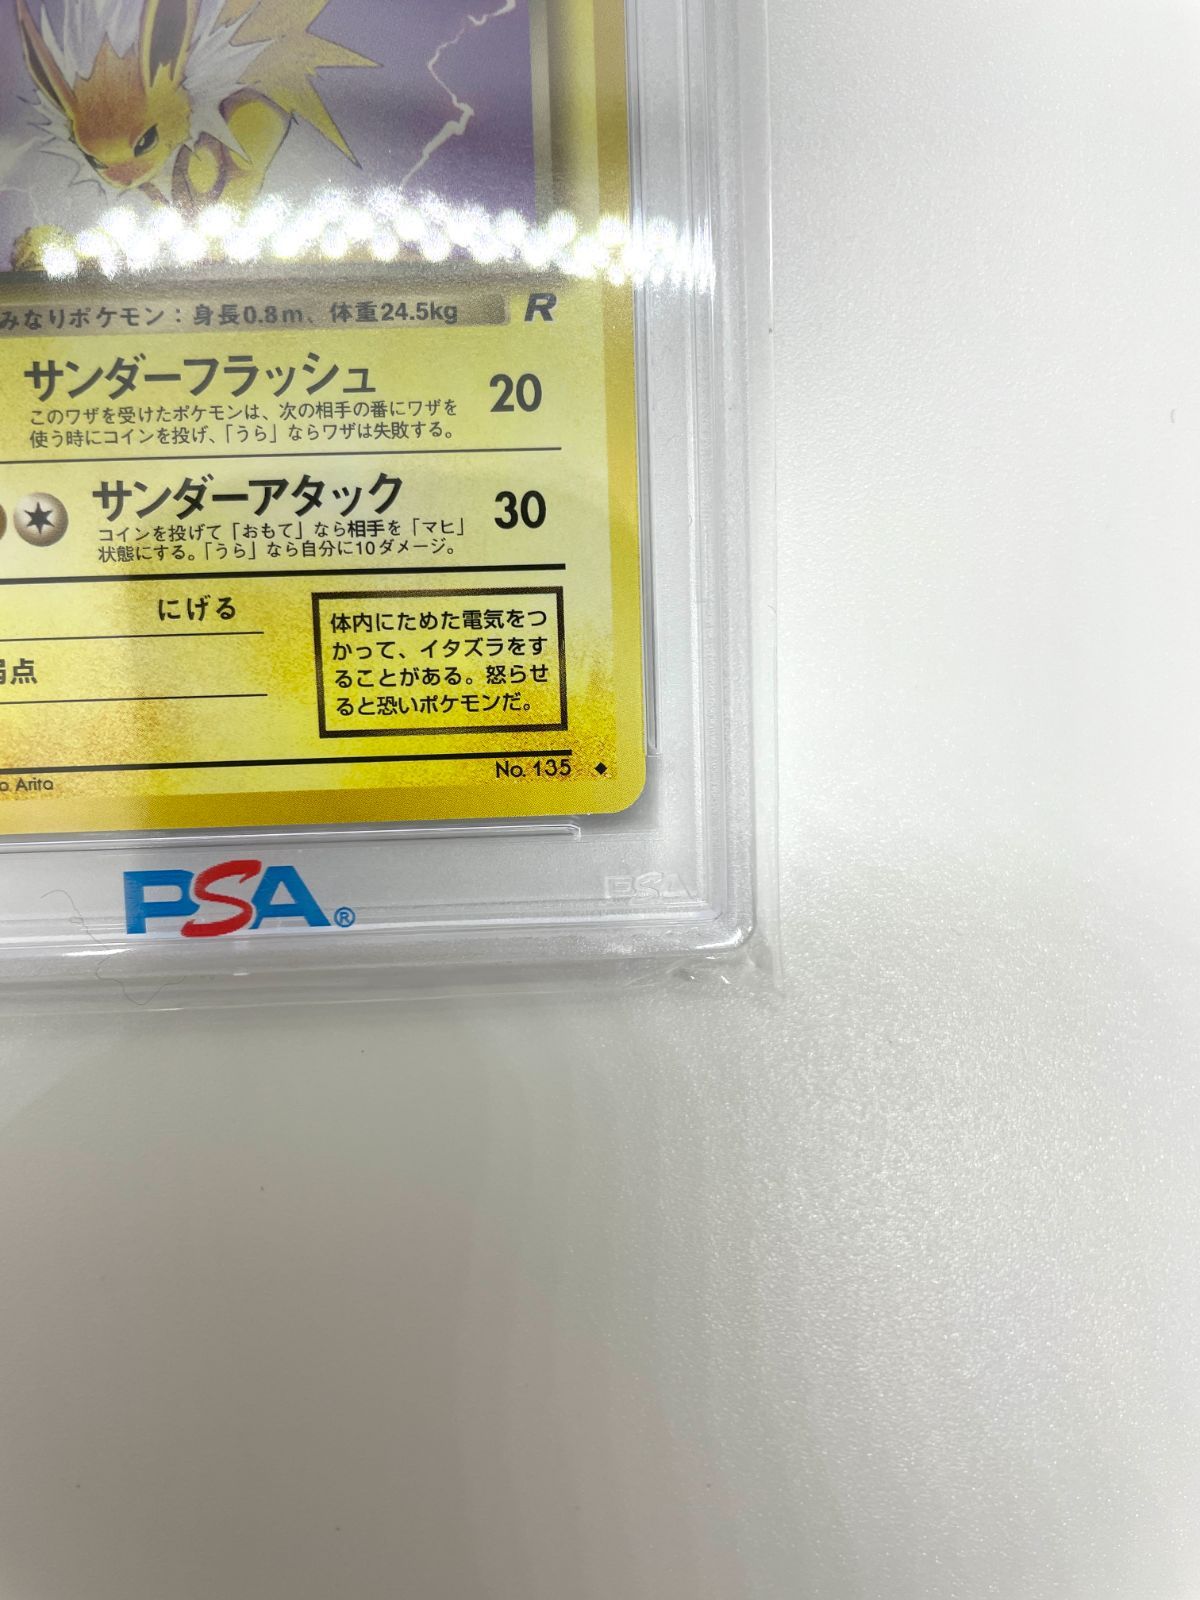 みなりポケモン：身長0.8m、体重24.5kg R
サンダーフラッシュ 20
このワザを受けたポケモンは、次の相手の番にワザを
使う時にコインを投げ、「うら」ならワザは失敗する。
サンダーアタック 30
コインを投げて「おもて」なら相手を「マヒ」
状態にする。「うら」なら自分に10ダメージ。
にげる
弱点
体内にためた電気をつ
かって、イタズラをす
ることがある。怒らせ
ると恐いポケモンだ。
o Arita
No. 135 ◆
PSA®
PSA